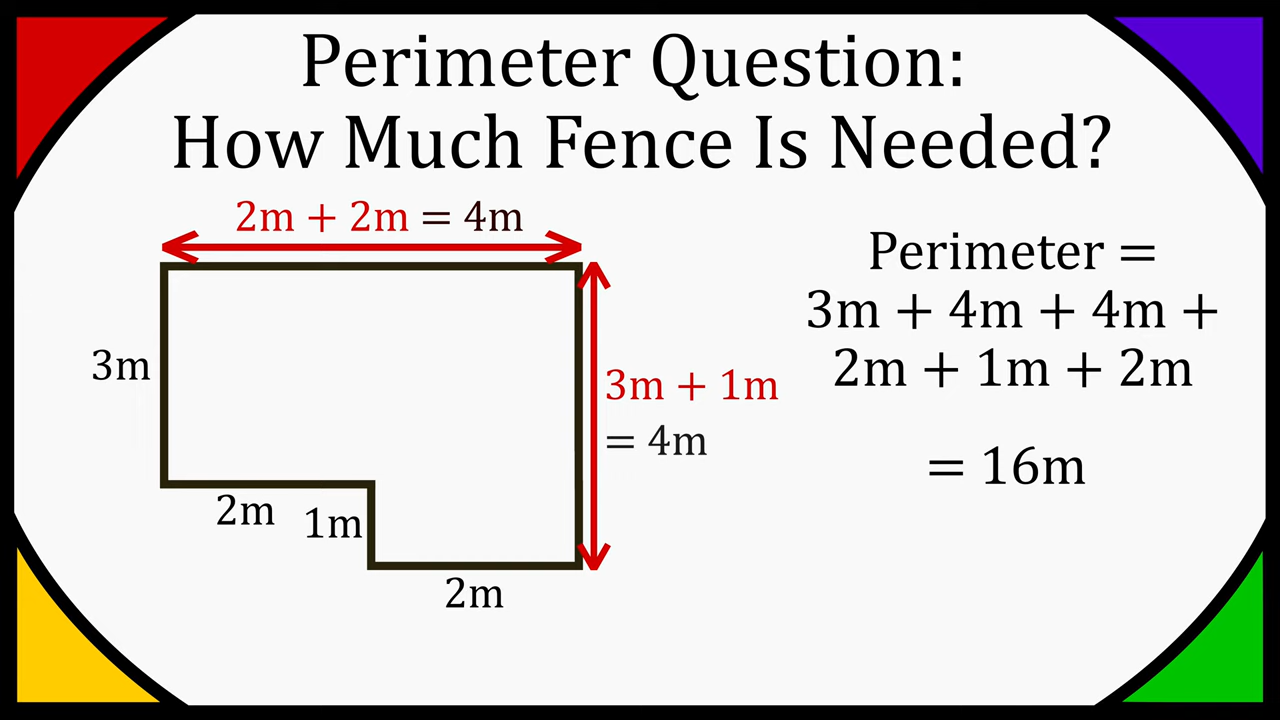 Perimeter Question:
How Much Fence Is Needed?
2m + 2m = 4m
3m
3m + 1m
= 4m
2m
1m
2m
Perimeter =
3m + 4m + 4m +
2m + 1m + 2m
= 16m